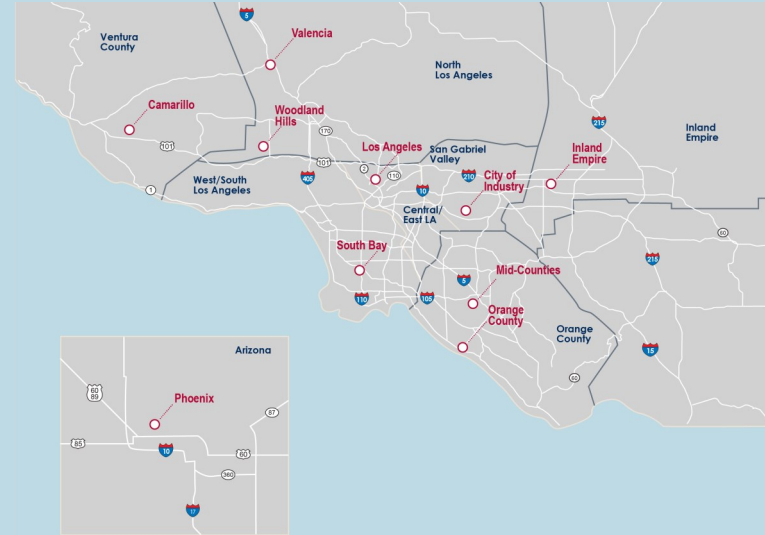 5
Valencia
Ventura
County
North
Los Angeles
Camarillo
Woodland
Hills
170
215
Inland
Empire
101
Los Angeles
San Gabriel
Valley
Inland
Empire
101
2
110
West/South
Los Angeles
405
210
City of
Industry
10
1
Central/
East LA
60
South Bay
215
Mid-Counties
5
110
105
Orange
County
Orange
County
15
60
Arizona
60
89
Phoenix
87
85
10
60
360
17